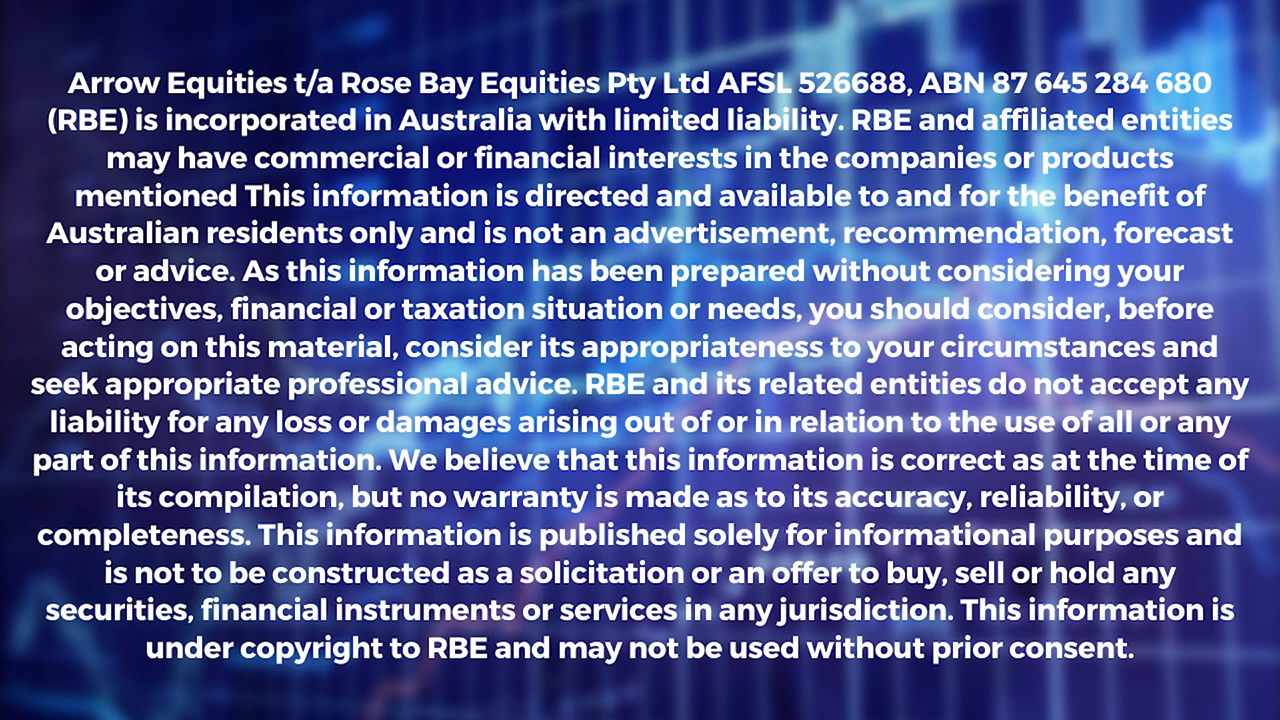 Arrow Equities t/a Rose Bay Equities Pty Ltd AFSL 526688, ABN 87 645 284 680
(RBE) is incorporated in Australia with limited liability. RBE and affiliated entities
may have commercial or financial interests in the companies or products
mentioned This information is directed and available to and for the benefit of
Australian residents only and is not an advertisement, recommendation, forecast
or advice. As this information has been prepared without considering your
objectives, financial or taxation situation or needs, you should consider, before
acting on this material, consider its appropriateness to your circumstances and
seek appropriate professional advice. RBE and its related entities do not accept any
liability for any loss or damages arising out of or in relation to the use of all or any
part of this information. We believe that this information is correct as at the time of
its compilation, but no warranty is made as to its accuracy, reliability, or
completeness. This information is published solely for informational purposes and
is not to be constructed as a solicitation or an offer to buy, sell or hold any
securities, financial instruments or services in any jurisdiction. This information is
under copyright to RBE and may not be used without prior consent.